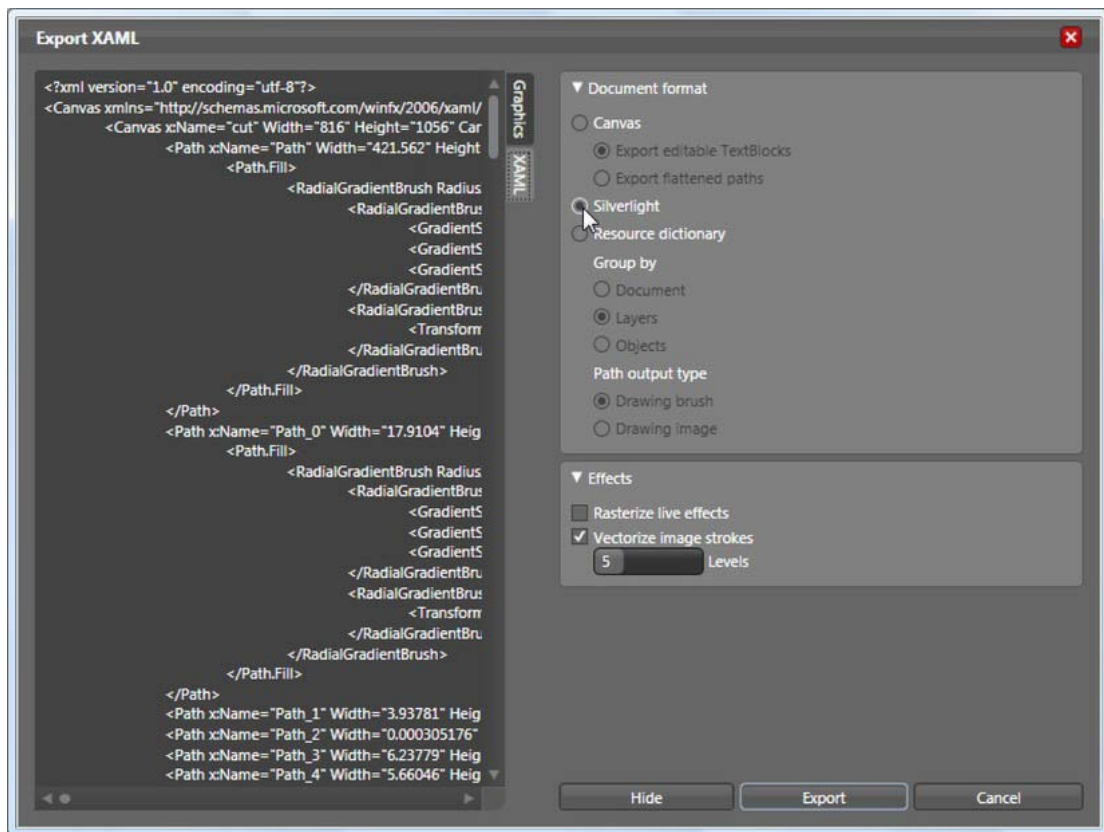 Export XAML
<?xml version="1.0" encoding="utf-8"?>
<Canvas xmlns="http://schemas.microsoft.com/winfx/2006/xaml/
<Canvas x:Name="cut" Width="816" Height="1056" Car
<Path x:Name="Path" Width="421.562" Height
<Path.Fill>
<RadialGradientBrush Radius
<RadialGradientBrus
<GradientS
<GradientS
<GradientS
</RadialGradientBru
<RadialGradientBrus
<Transform
</RadialGradientBru
</RadialGradientBrush>
</Path.Fill>
</Path>
<Path x:Name="Path_0" Width="17.9104" Heig
<Path.Fill>
<RadialGradientBrush Radius
<RadialGradientBrus
<GradientS
<GradientS
<GradientS
</RadialGradientBru
<RadialGradientBrus
<Transform
</RadialGradientBru
</RadialGradientBrush>
</Path.Fill>
</Path>
<Path x:Name="Path_1" Width="3.93781" Heig
<Path x:Name="Path_2" Width="0.000305176"
<Path x:Name="Path_3" Width="6.23779" Heig
<Path x:Name="Path_4" Width="5.66046" Heig
Graphics
XAML
Document format
Canvas
Export editable TextBlocks
Export flattened paths
Silverlight
Resource dictionary
Group by
Document
Layers
Objects
Path output type
Drawing brush
Drawing image
Effects
Rasterize live effects
Vectorize image strokes
5 Levels
Hide
Export
Cancel